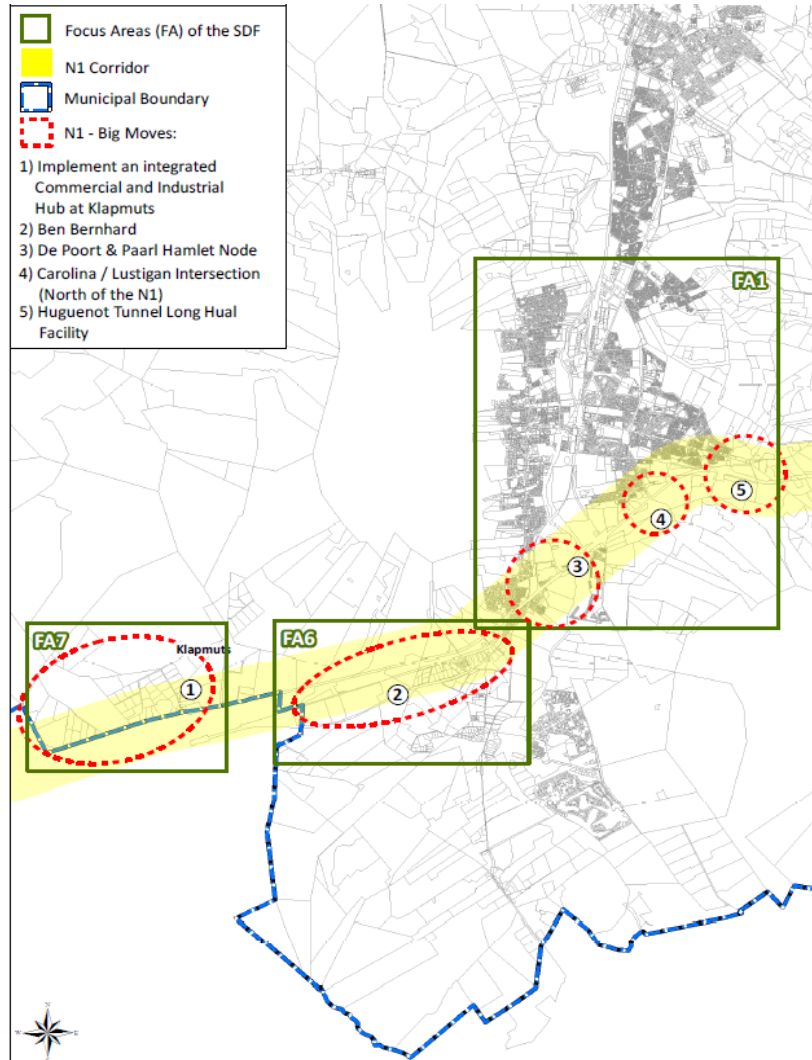 Focus Areas (FA) of the SDF
N1 Corridor
Municipal Boundary
N1 - Big Moves:
1) Implement an integrated
Commercial and Industrial
Hub at Klapmuts
2) Ben Bernhard
3) De Poort & Paarl Hamlet Node
4) Carolina / Lustigan Intersection
(North of the N1)
5) Huguenot Tunnel Long Hual
Facility
FA1
5
4
3
FA7
Klapmuts
FA6
1
2
N
W
E
S